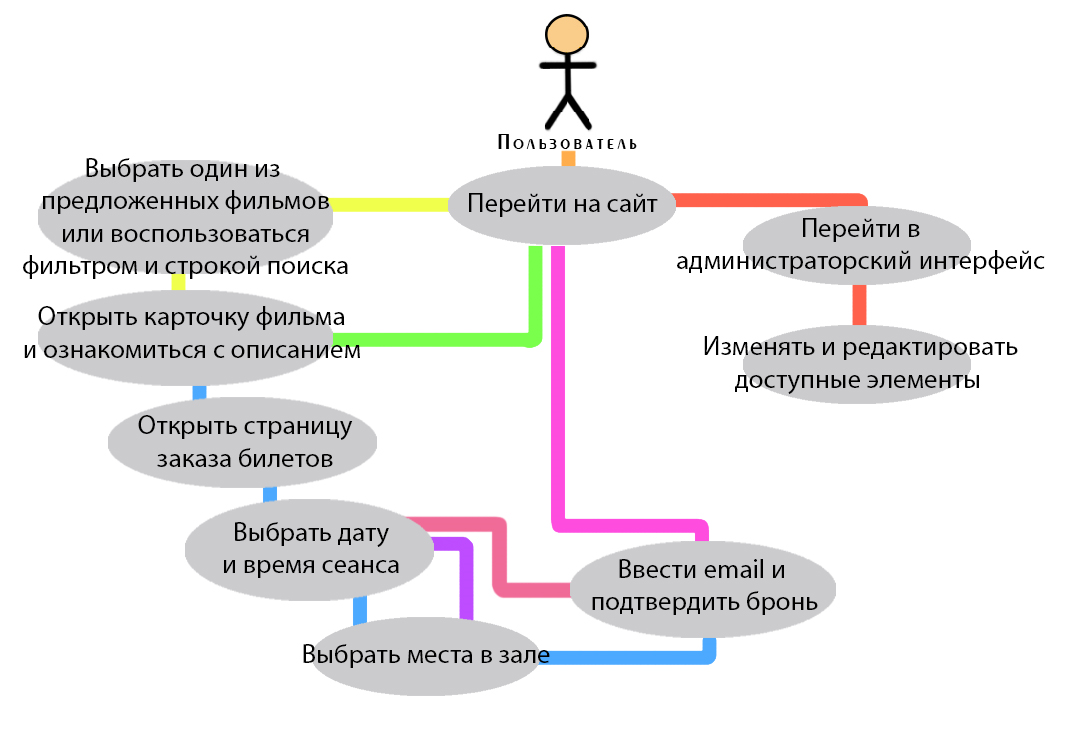 Пользователь
Перейти на сайт
Выбрать один из
предложенных фильмов
или воспользоваться
фильтром и строкой поиска
Перейти в
администраторский интерфейс
Открыть карточку фильма
и ознакомиться с описанием
Изменять и редактировать
доступные элементы
Открыть страницу
заказа билетов
Выбрать дату
и время сеанса
Ввести email и
подтвердить бронь
Выбрать места в зале